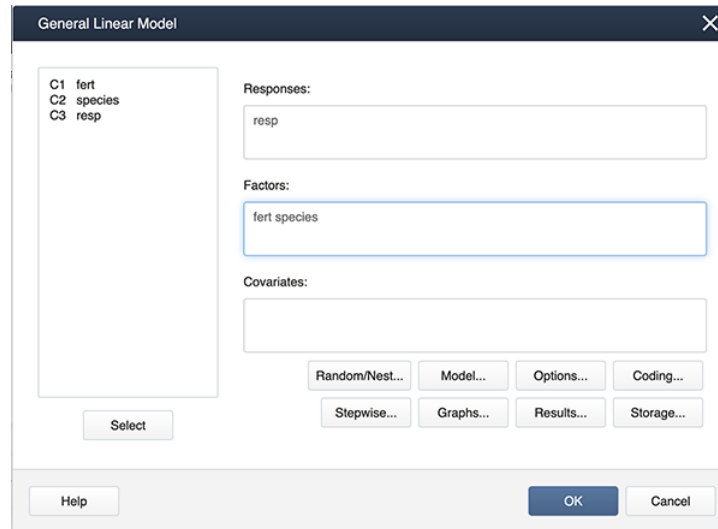 General Linear Model
C1 fert
C2 species
C3 resp
Responses:
resp
Factors:
fert species
Covariates:
Random/Nest... Model... Options... Coding...
Stepwise... Graphs... Results... Storage...
Select
Help OK Cancel